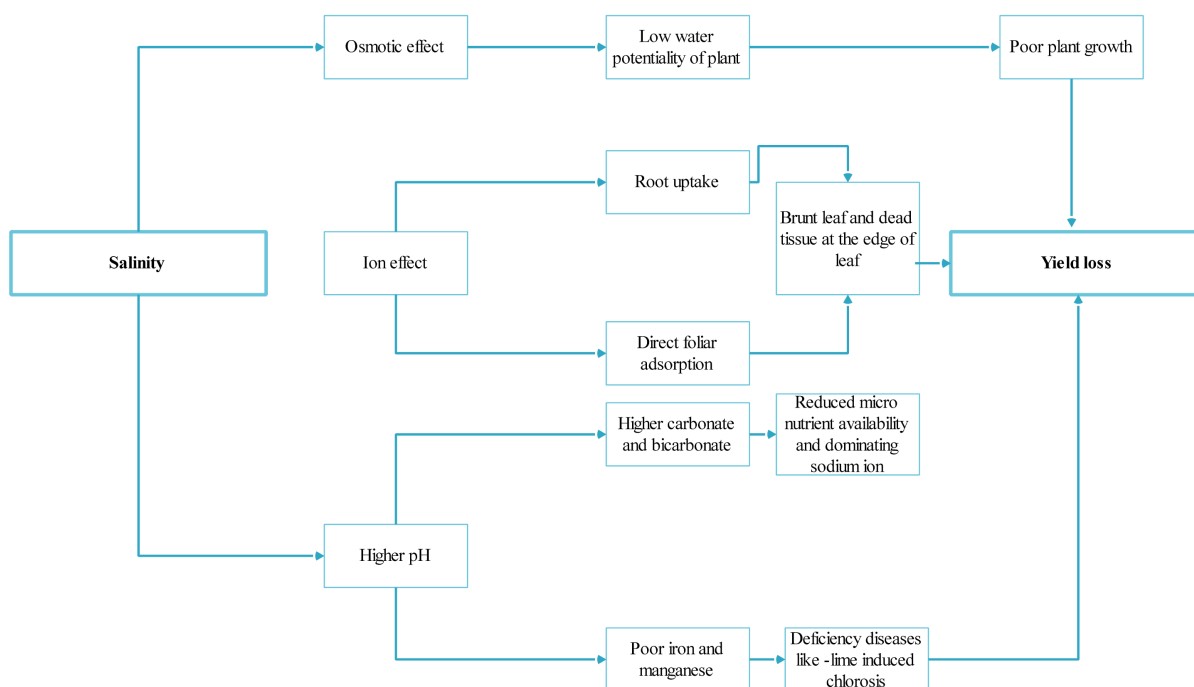 Osmotic effect
Low water
potentiality of plant
Poor plant growth
Root uptake
Salinity
Ion effect
Brunt leaf and dead
tissue at the edge of
leaf
Yield loss
Direct foliar
adsorption
Higher carbonate
and bicarbonate
Reduced micro
nutrient availability
and dominating
sodium ion
Higher pH
Poor iron and
manganese
Deficiency diseases
like -lime induced
chlorosis